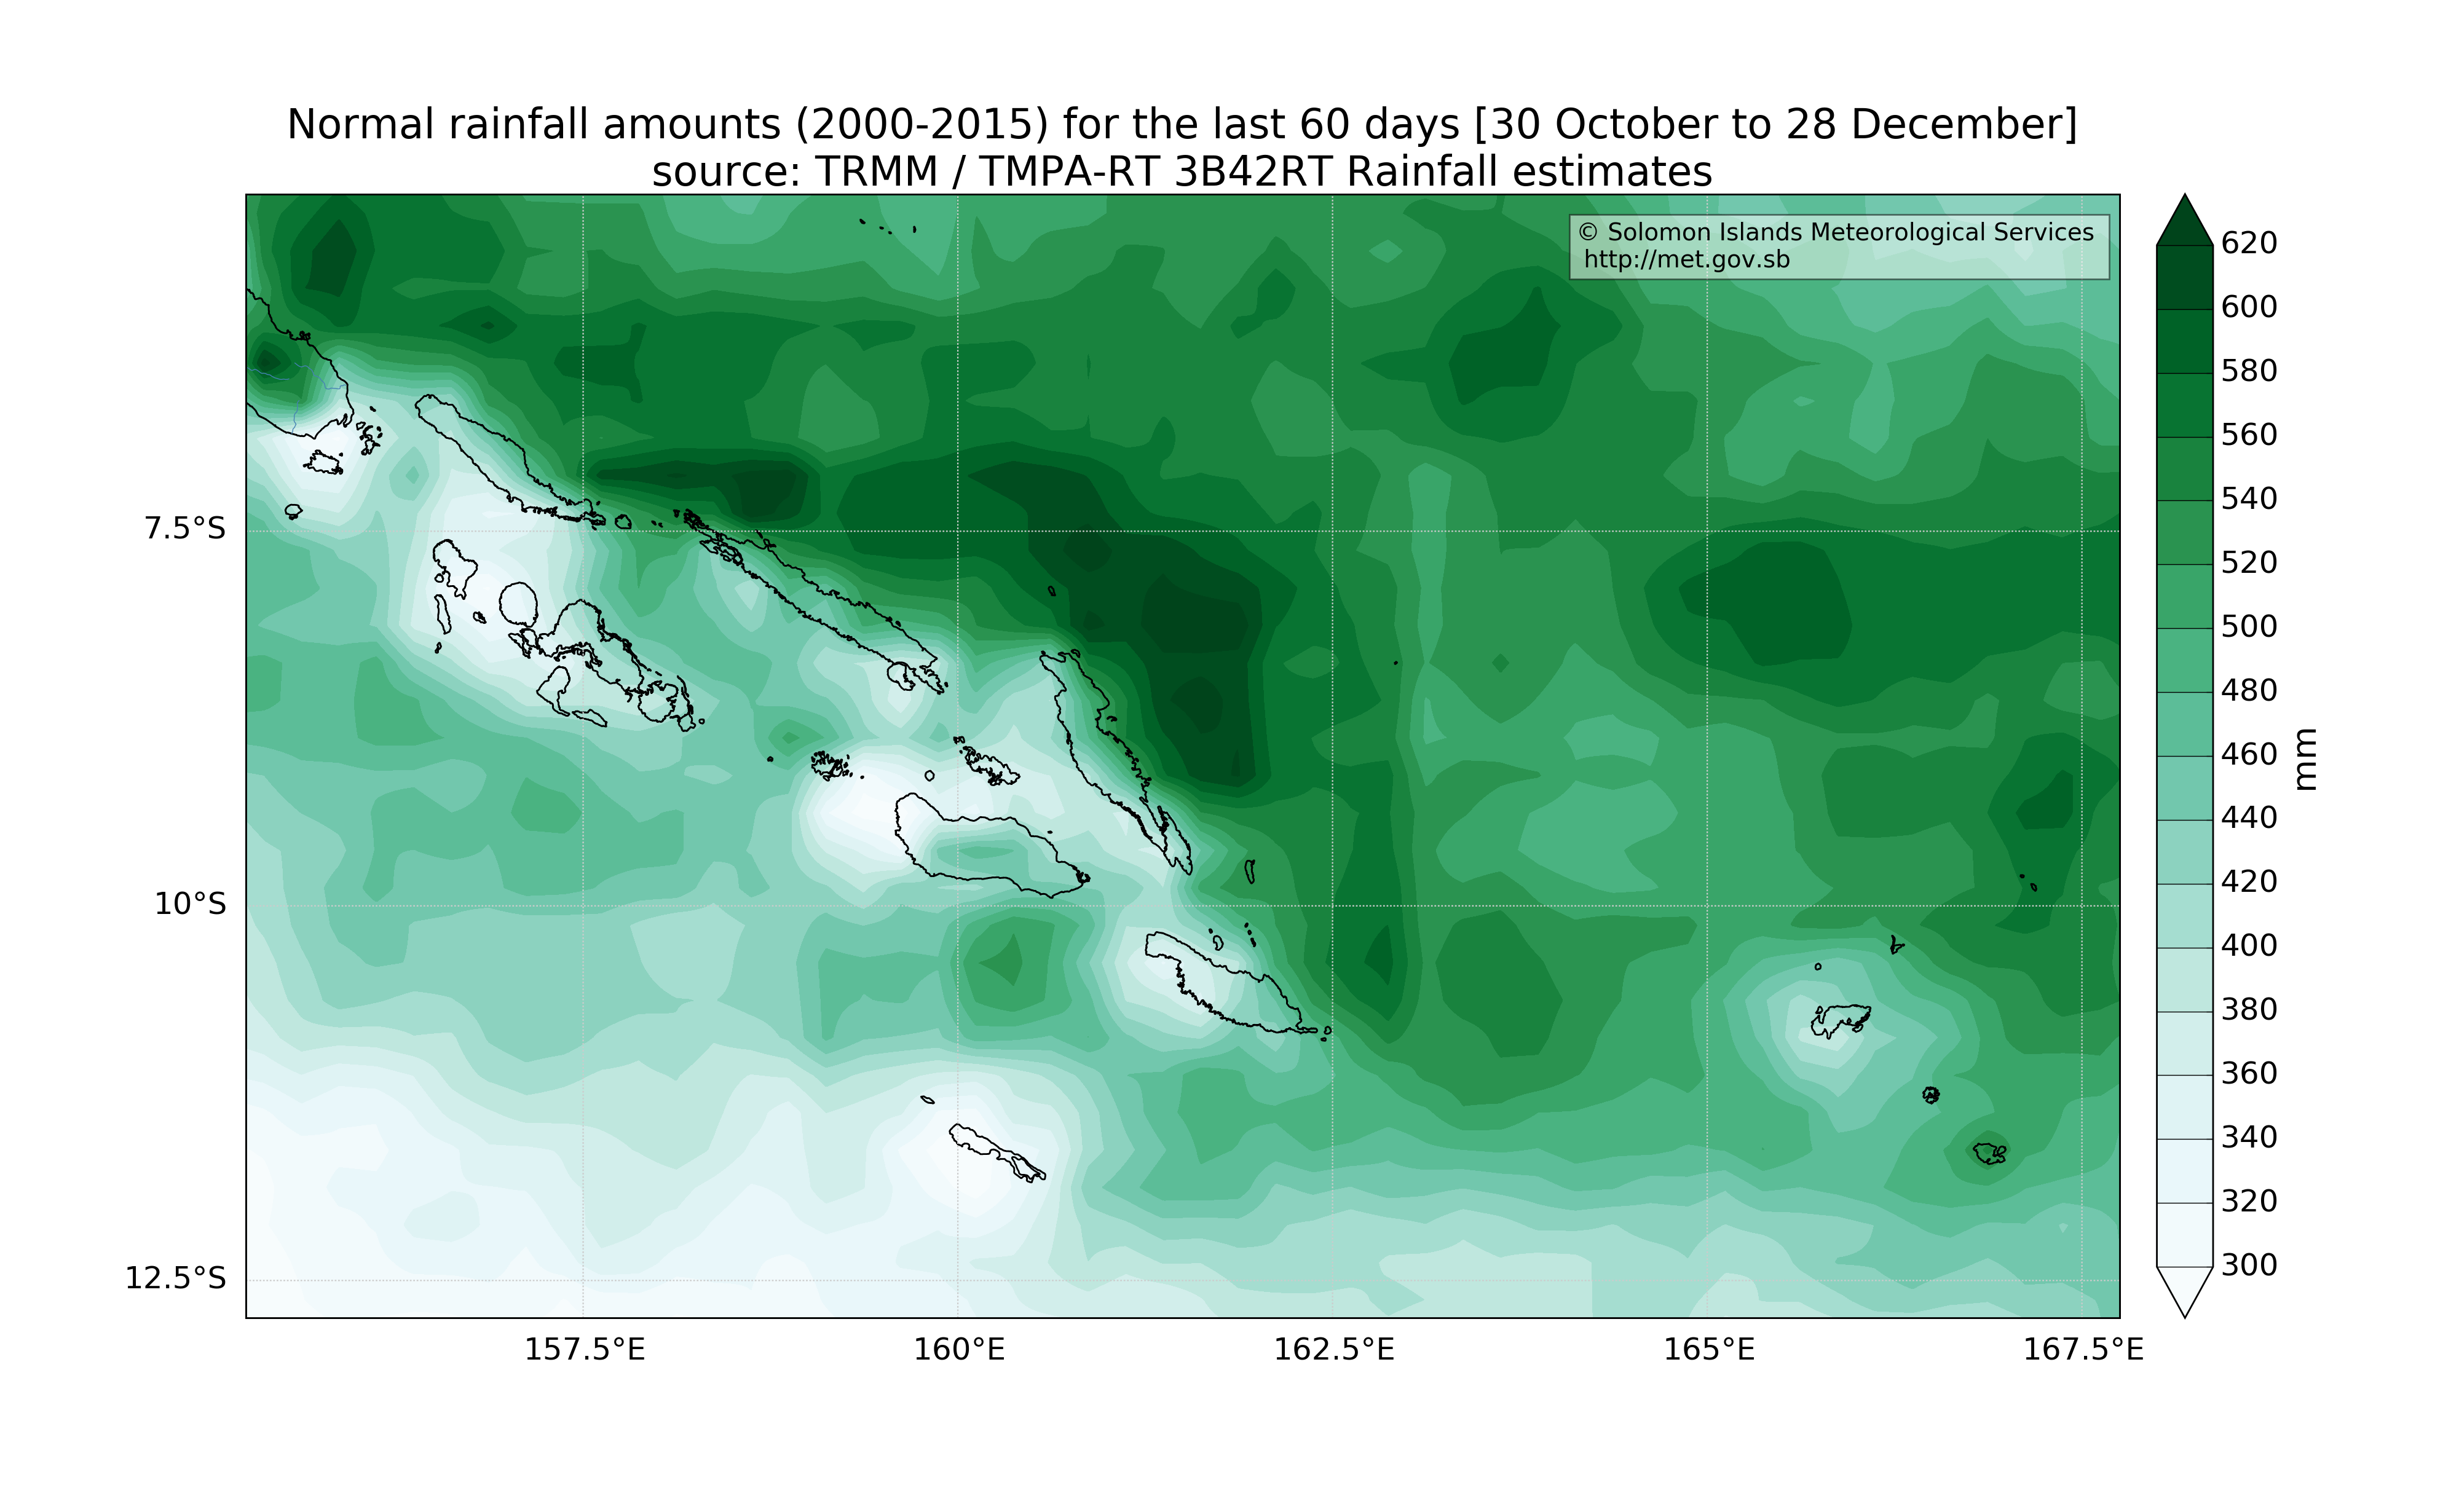 Normal rainfall amounts (2000-2015) for the last 60 days [30 October to 28 December]
source: TRMM / TMPA-RT 3B42RT Rainfall estimates
© Solomon Islands Meteorological Services
http://met.gov.sb
620
600
580
560
540
520
500
480
460
440
420
400
380
360
340
320
300
mm
7.5°S
10°S
12.5°S
157.5°E
160°E
162.5°E
165°E
167.5°E